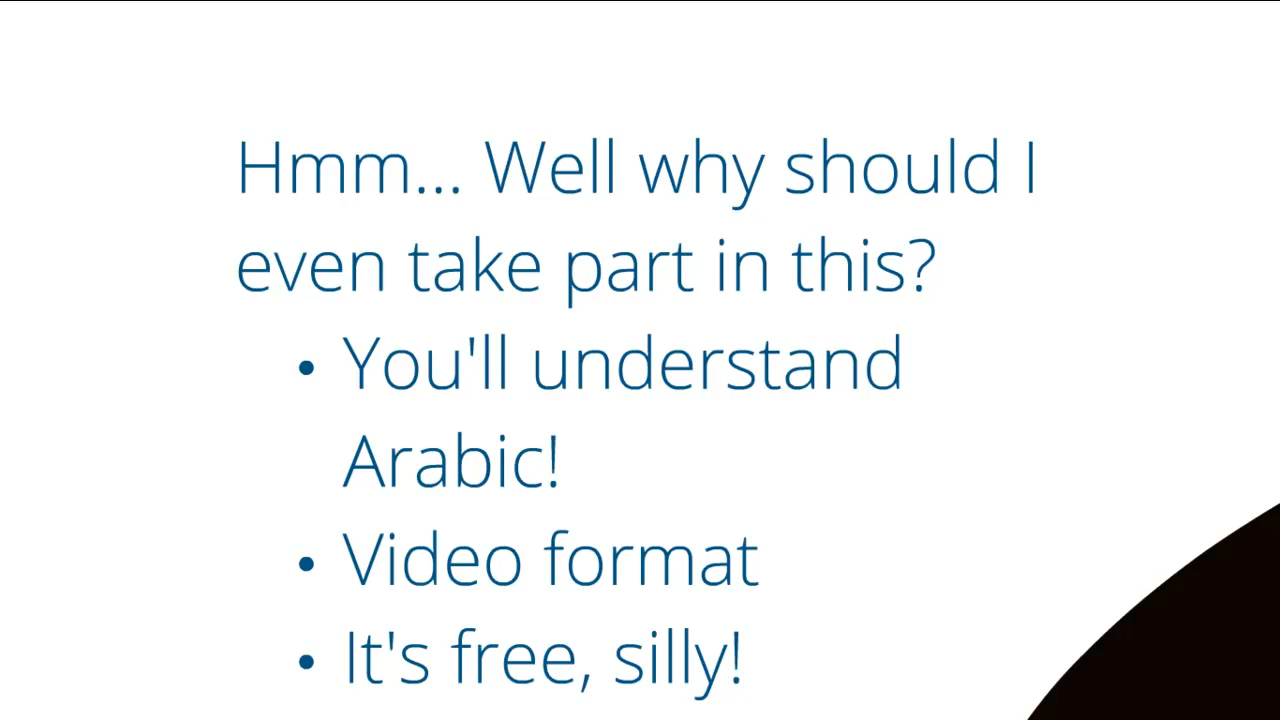 Hmm... Well why should I
even take part in this?
• You'll understand
Arabic!
• Video format
• It's free, silly!